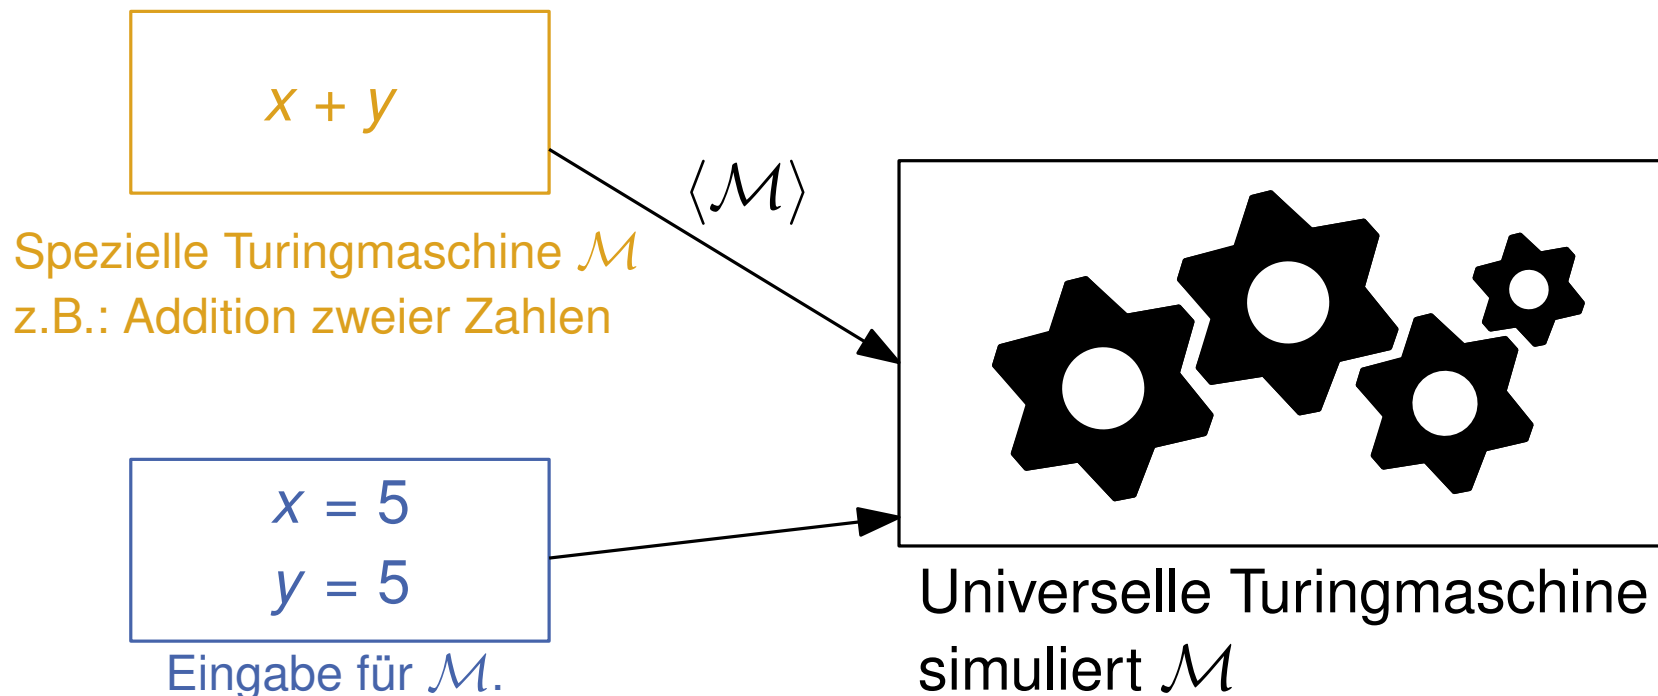 x + y
Spezielle Turingmaschine ℳ
z.B.: Addition zweier Zahlen
⟨ℳ⟩
x = 5
y = 5
Eingabe für ℳ.
Universelle Turingmaschine
simuliert ℳ